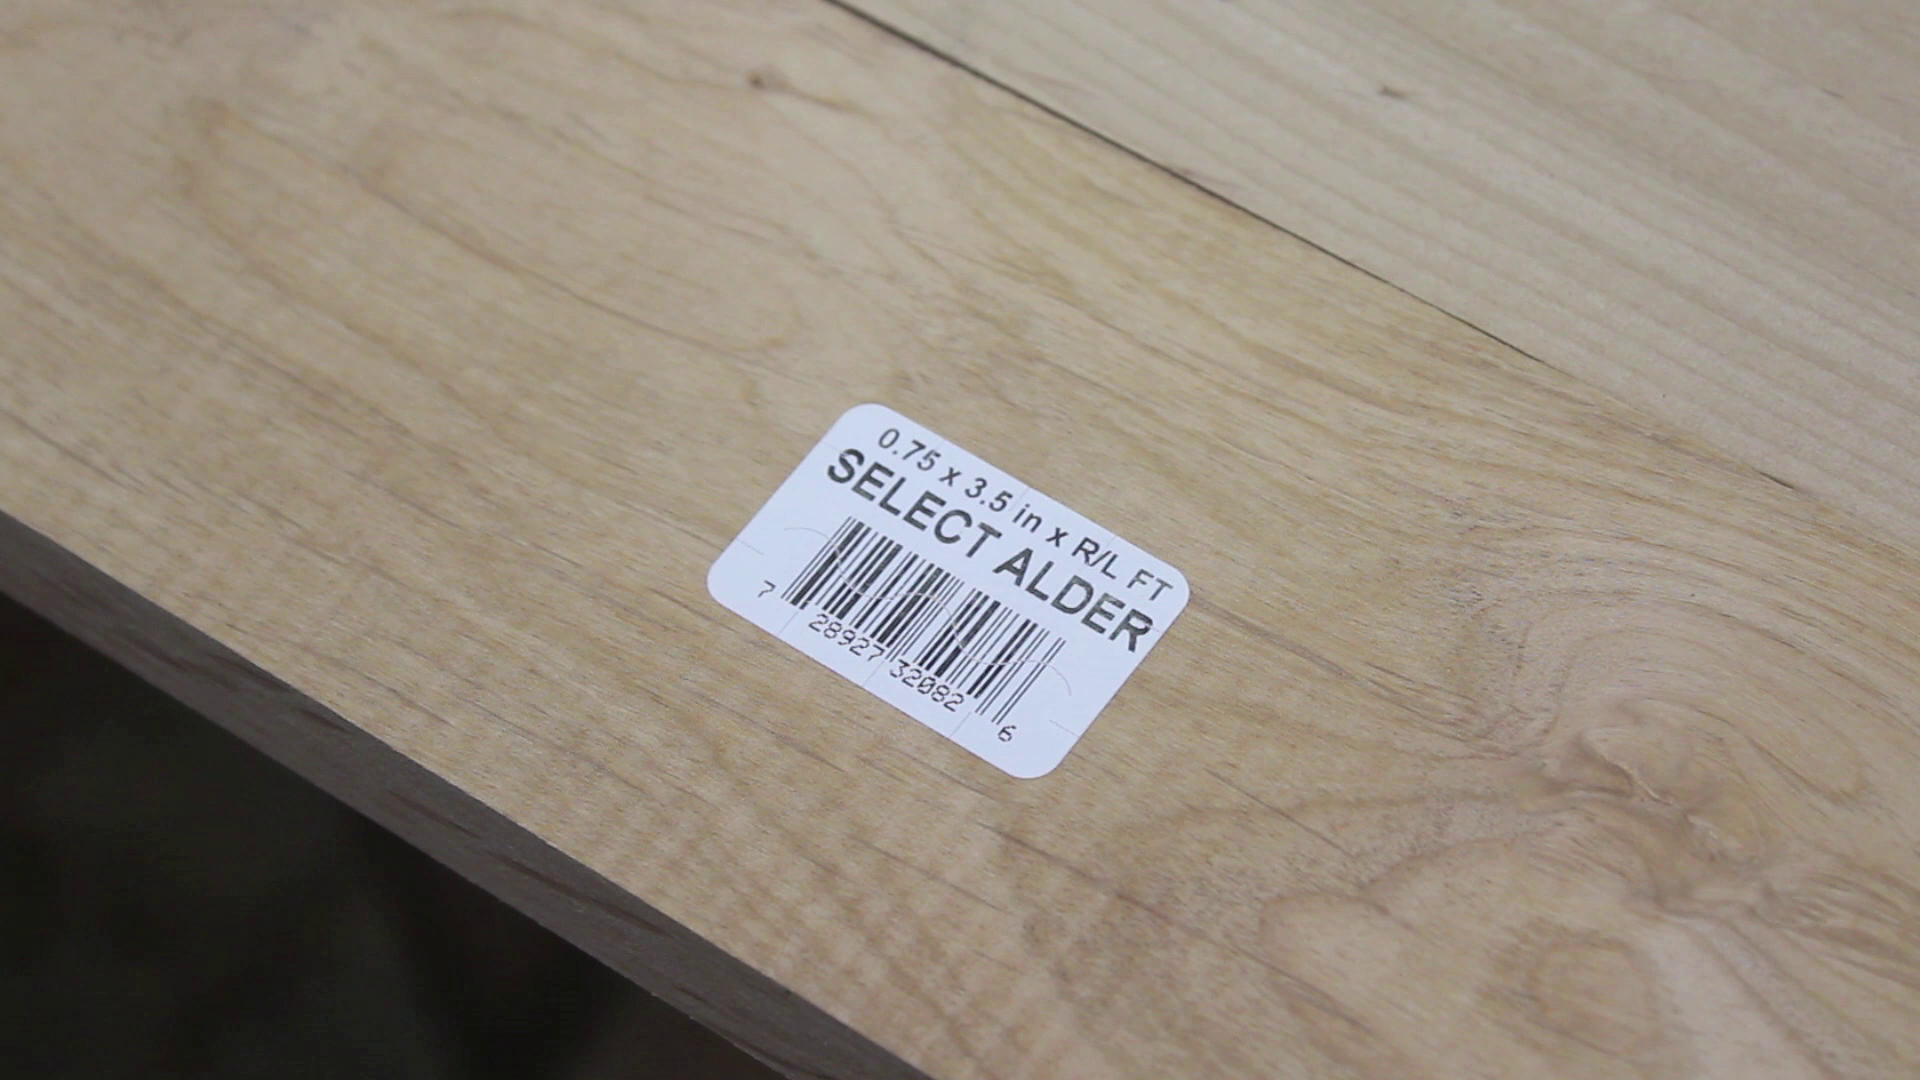 0.75 x 3.5 in x R/L FT
SELECT ALDER
7 28927 32082 6